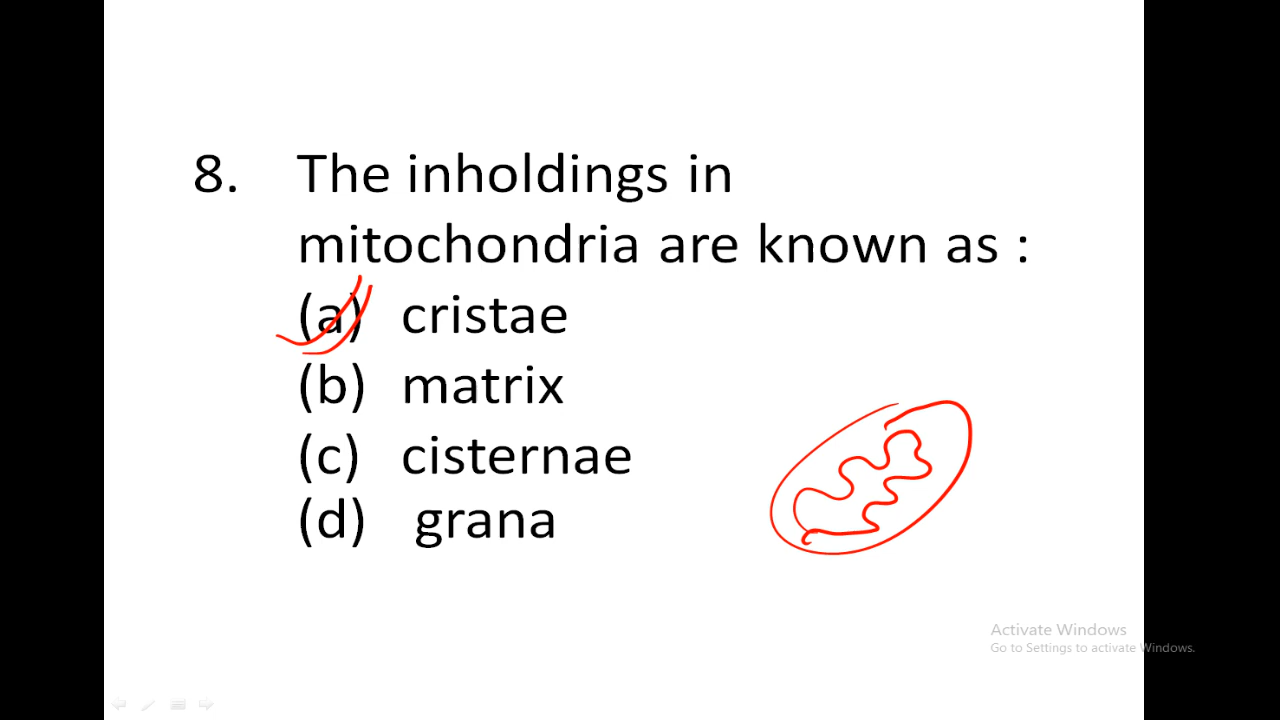 8. The inholdings in
mitochondria are known as :
(a) cristae
(b) matrix
(c) cisternae
(d) grana
Activate Windows
Go to Settings to activate Windows.